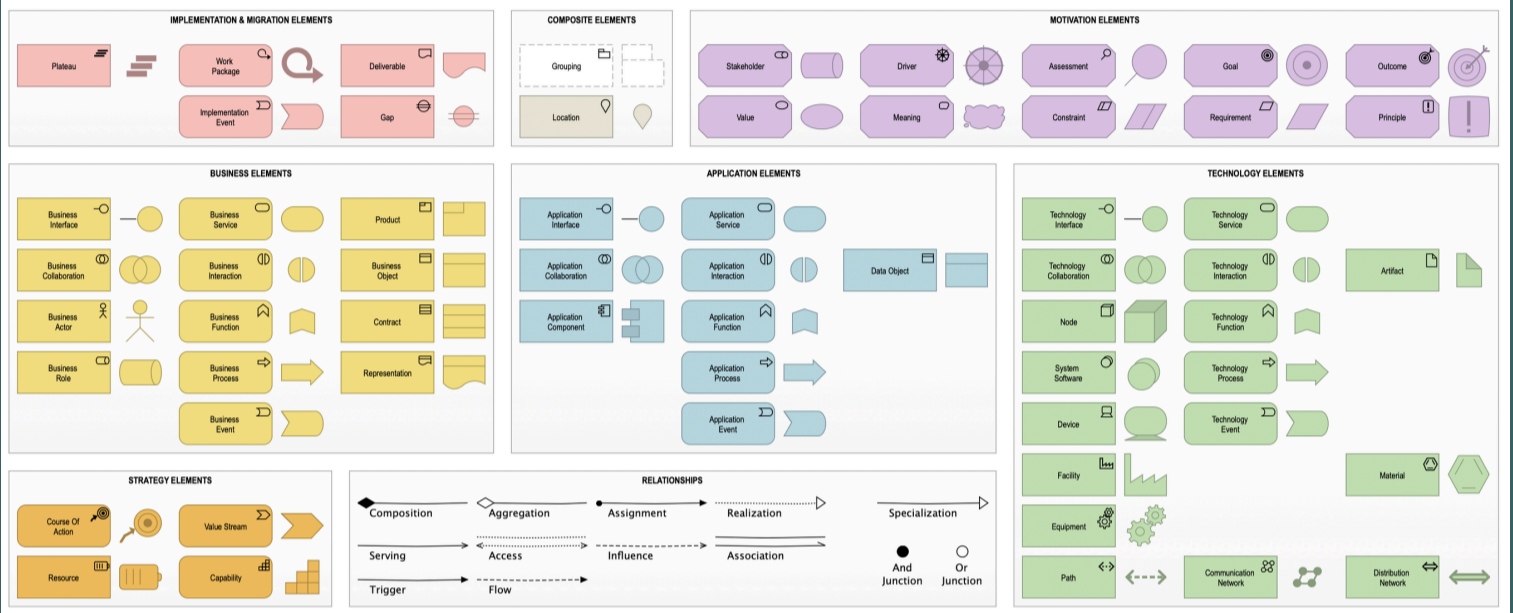 IMPLEMENTATION & MIGRATION ELEMENTS
Plateau
Work
Package
Deliverable
Implementation
Event
Gap
COMPOSITE ELEMENTS
Grouping
Location
MOTIVATION ELEMENTS
Stakeholder
Driver
Assessment
Goal
Outcome
Value
Meaning
Constraint
Requirement
Principle
BUSINESS ELEMENTS
Business
Interface
Business
Service
Product
Business
Collaboration
Business
Interaction
Business
Object
Business
Actor
Business
Function
Contract
Business
Role
Business
Process
Representation
Business
Event
APPLICATION ELEMENTS
Application
Interface
Application
Service
Application
Collaboration
Application
Interaction
Data Object
Application
Component
Application
Function
Application
Process
Application
Event
TECHNOLOGY ELEMENTS
Technology
Interface
Technology
Service
Technology
Collaboration
Technology
Interaction
Artifact
Node
Technology
Function
System
Software
Technology
Process
Device
Technology
Event
Facility
Material
Equipment
Path
Communication
Network
Distribution
Network
STRATEGY ELEMENTS
Course Of
Action
Value Stream
Resource
Capability
RELATIONSHIPS
Composition
Aggregation
Assignment
Realization
Specialization
Serving
Access
Influence
Association
And
Junction
Or
Junction
Trigger
Flow